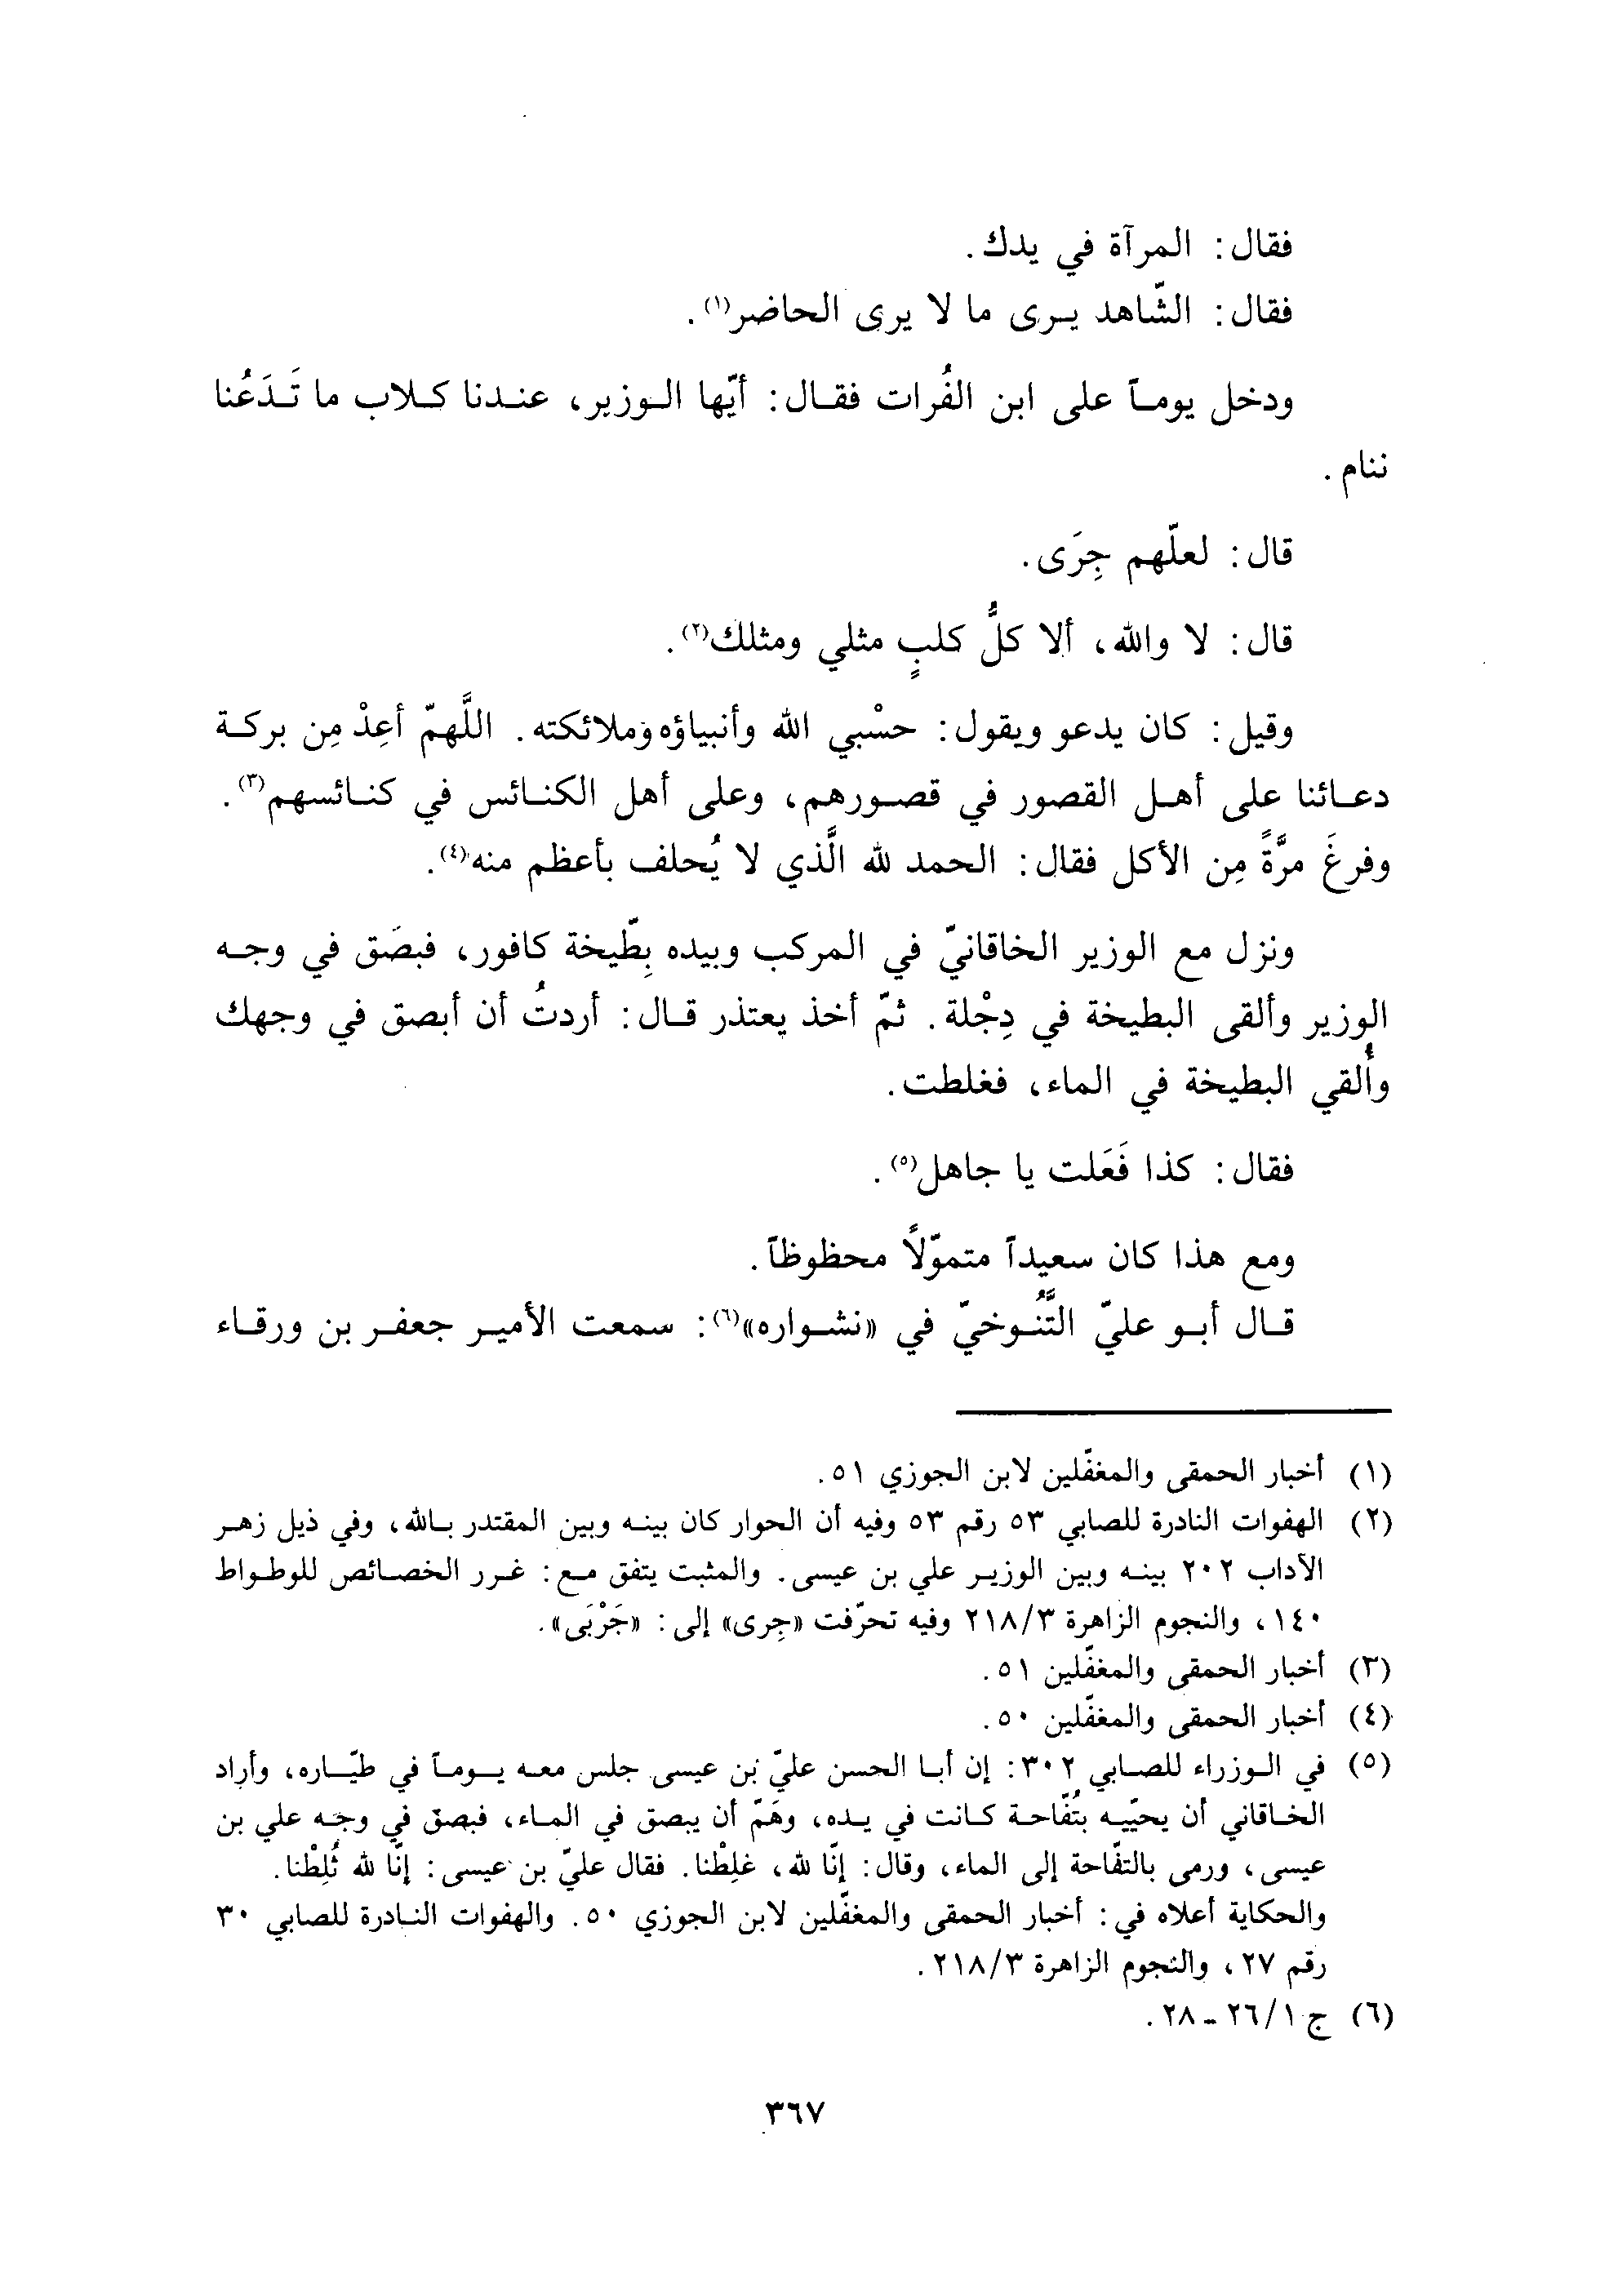 فقال: المرآة في يدك.
فقال: الشّاهد يرى ما لا يرى الحاضر(١).
ودخل يوماً على ابن الفُرات فقال: أيّها الوزير، عندنا كلاب ما تَدَعُنا
ننام.
قال: لعلّهم جِرَى.
قال: لا والله، ألا كلُّ كلبٍ مثلي ومثلك(٢).
وقيل: كان يدعو ويقول: حسْبي الله وأنبياؤه وملائكته. اللَّهمّ أعِدْ مِن بركة
دعائنا على أهل القصور في قصورهم، وعلى أهل الكنائس في كنائسهم(٣).
وفرغَ مرَّةً مِن الأكل فقال: الحمد لله الَّذي لا يُحلف بأعظم منه(٤).
ونزل مع الوزير الخاقانيّ في المركب وبيده بِطّيخة كافور، فبصَق في وجه
الوزير وألقى البطيخة في دِجْلة. ثمّ أخذ يعتذر قال: أردتُ أن أبصق في وجهك
وأُلقي البطيخة في الماء، فغلطت.
فقال: كذا فَعَلت يا جاهل(٥).
ومع هذا كان سعيداً متموّلاً محظوظاً.
قال أبو عليّ التَّنُوخيّ في «نشواره»(٦): سمعت الأمير جعفر بن ورقاء
(١) أخبار الحمقى والمغفّلين لابن الجوزي ٥١.
(٢) الهفوات النادرة للصابي ٥٣ رقم ٥٣ وفيه أن الحوار كان بينه وبين المقتدر بالله، وفي ذيل زهر
الآداب ٢٠٢ بينه وبين الوزير علي بن عيسى. والمثبت يتفق مع: غرر الخصائص للوطواط
١٤٠، والنجوم الزاهرة ٢١٨/٣ وفيه تحرّفت «جِرى» إلى: «جَرْبَى».
(٣) أخبار الحمقى والمغفّلين ٥١.
(٤) أخبار الحمقى والمغفّلين ٥٠.
(٥) في الوزراء للصابي ٣٠٢: إن أبا الحسن عليّ بن عيسى جلس معه يوماً في طيّاره، وأراد
الخاقاني أن يحيّيه بتُفّاحة كانت في يده، وهَمّ أن يبصق في الماء، فبصق في وجه علي بن
عيسى، ورمى بالتفّاحة إلى الماء، وقال: إنّا لله، غلِطْنا. فقال عليّ بن عيسى: إنّا لله ثُلِطْنا.
والحكاية أعلاه في: أخبار الحمقى والمغفّلين لابن الجوزي ٥٠. والهفوات النادرة للصابي ٣٠
رقم ٢٧، والنجوم الزاهرة ٢١٨/٣.
(٦) ج ٢٦/١ - ٢٨.
٣٦٧